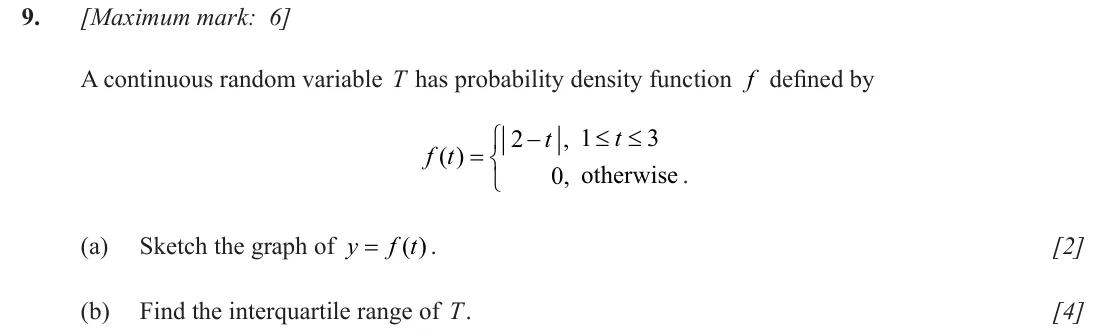 9. [Maximum mark: 6]
A continuous random variable T has probability density function f defined by
f(t) = { |2 − t|, 1 ≤ t ≤ 3
0, otherwise .
(a) Sketch the graph of y = f(t). [2]
(b) Find the interquartile range of T. [4]